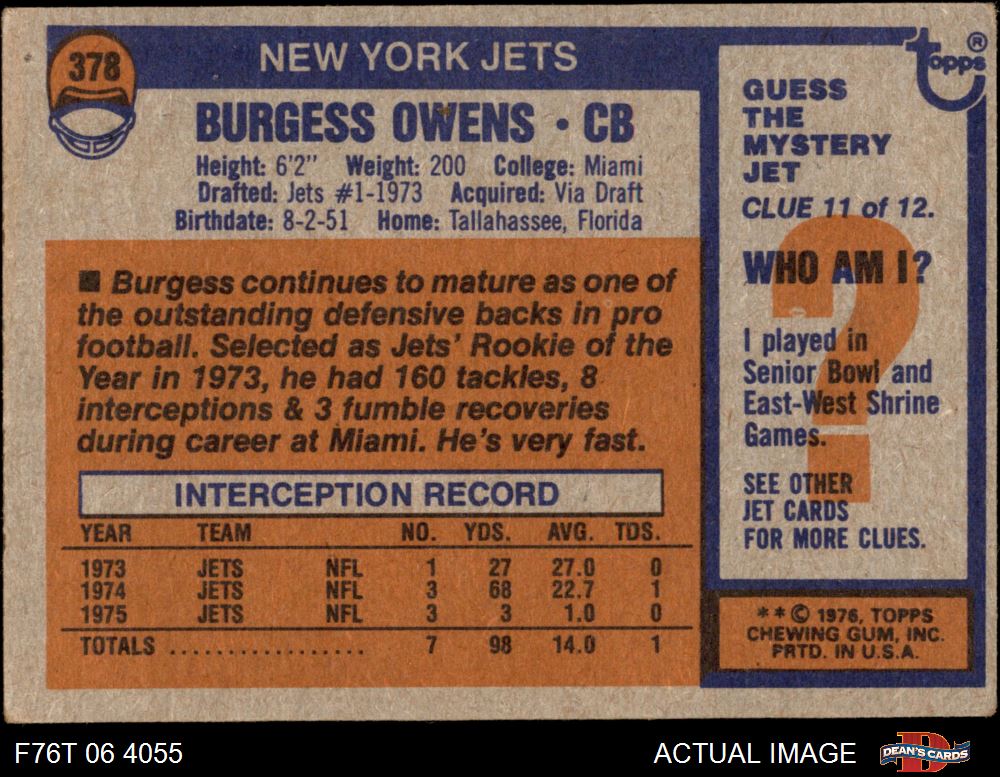 378
NEW YORK JETS
BURGESS OWENS • CB
Height: 6'2" Weight: 200 College: Miami
Drafted: Jets #1-1973 Acquired: Via Draft
Birthdate: 8-2-51 Home: Tallahassee, Florida
■ Burgess continues to mature as one of
the outstanding defensive backs in pro
football. Selected as Jets' Rookie of the
Year in 1973, he had 160 tackles, 8
interceptions & 3 fumble recoveries
during career at Miami. He's very fast.
INTERCEPTION RECORD
YEAR TEAM NO. YDS. AVG. TDS.
1973 JETS NFL 1 27 27.0 0
1974 JETS NFL 3 68 22.7 1
1975 JETS NFL 3 3 1.0 0
TOTALS .................. 7 98 14.0 1
topps®
GUESS
THE
MYSTERY
JET
CLUE 11 of 12.
WHO AM I?
?
I played in
Senior Bowl and
East-West Shrine
Games.
SEE OTHER
JET CARDS
FOR MORE CLUES.
**© 1976, TOPPS
CHEWING GUM, INC.
PRTD. IN U.S.A.
F76T 06 4055
ACTUAL IMAGE
DEAN'S CARDS